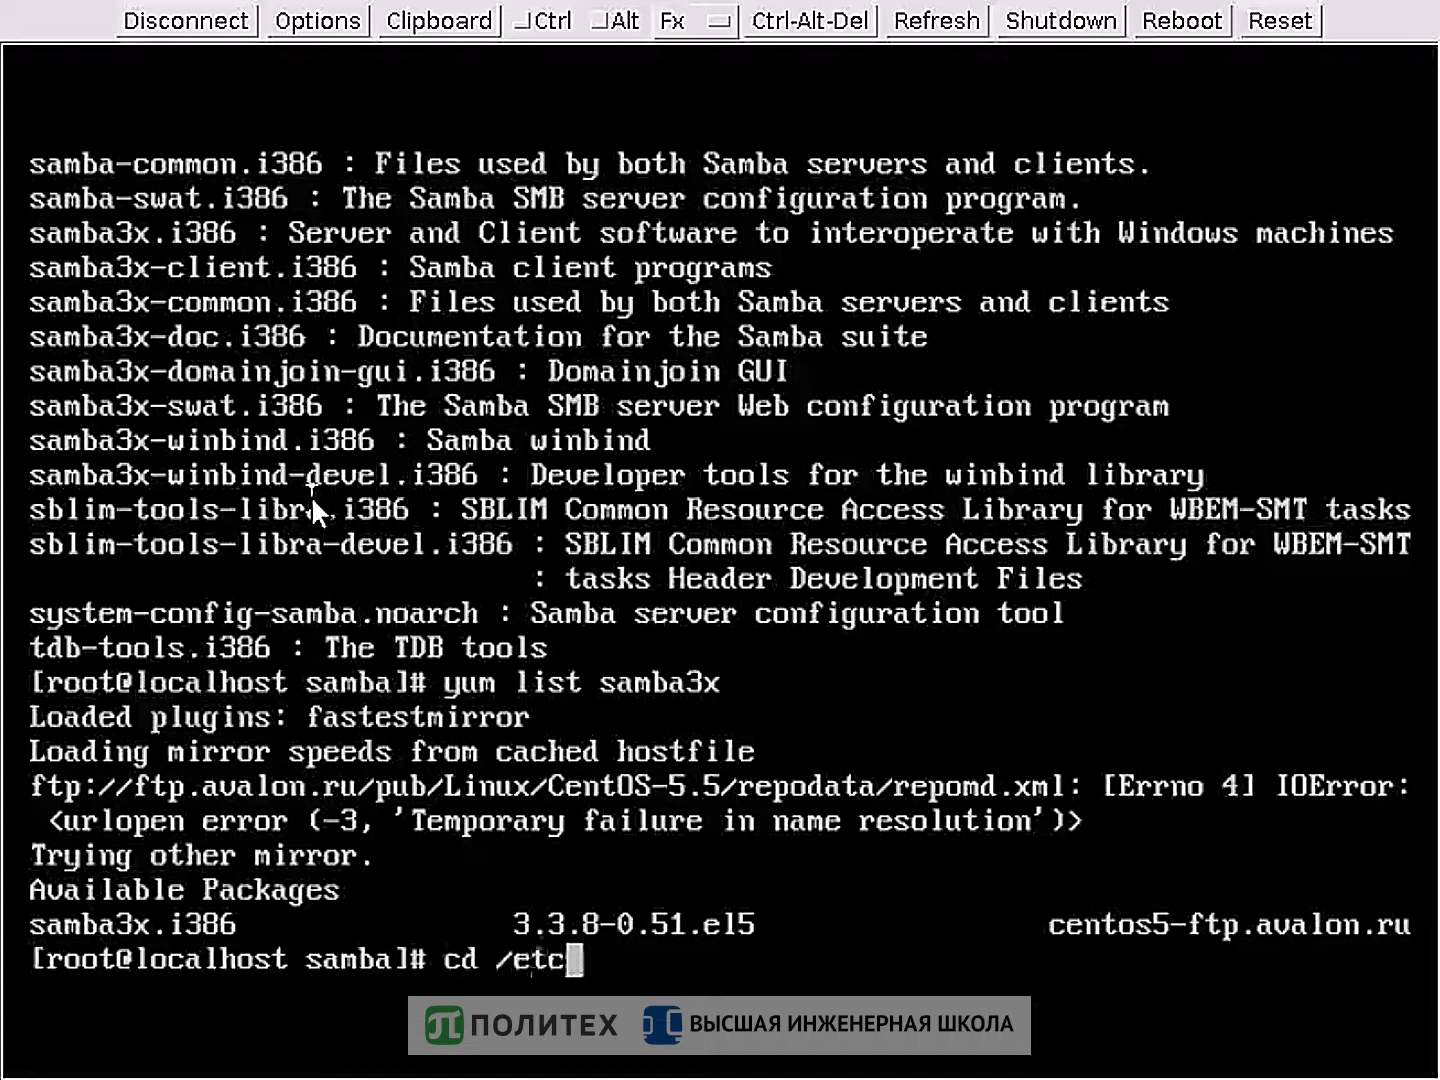 Disconnect Options Clipboard Ctrl Alt Fx Ctrl-Alt-Del Refresh Shutdown Reboot Reset
samba-common.i386 : Files used by both Samba servers and clients.
samba-swat.i386 : The Samba SMB server configuration program.
samba3x.i386 : Server and Client software to interoperate with Windows machines
samba3x-client.i386 : Samba client programs
samba3x-common.i386 : Files used by both Samba servers and clients
samba3x-doc.i386 : Documentation for the Samba suite
samba3x-domainjoin-gui.i386 : Domainjoin GUI
samba3x-swat.i386 : The Samba SMB server Web configuration program
samba3x-winbind.i386 : Samba winbind
samba3x-winbind-devel.i386 : Developer tools for the winbind library
sblim-tools-libra.i386 : SBLIM Common Resource Access Library for WBEM-SMT tasks
sblim-tools-libra-devel.i386 : SBLIM Common Resource Access Library for WBEM-SMT
: tasks Header Development Files
system-config-samba.noarch : Samba server configuration tool
tdb-tools.i386 : The TDB tools
[root@localhost samba]# yum list samba3x
Loaded plugins: fastestmirror
Loading mirror speeds from cached hostfile
ftp://ftp.avalon.ru/pub/Linux/CentOS-5.5/repodata/repomd.xml: [Errno 4] IOError:
<urlopen error (-3, 'Temporary failure in name resolution')>
Trying other mirror.
Available Packages
samba3x.i386 3.3.8-0.51.el5 centos5-ftp.avalon.ru
[root@localhost samba]# cd /etc
ПОЛИТЕХ ВЫСШАЯ ИНЖЕНЕРНАЯ ШКОЛА